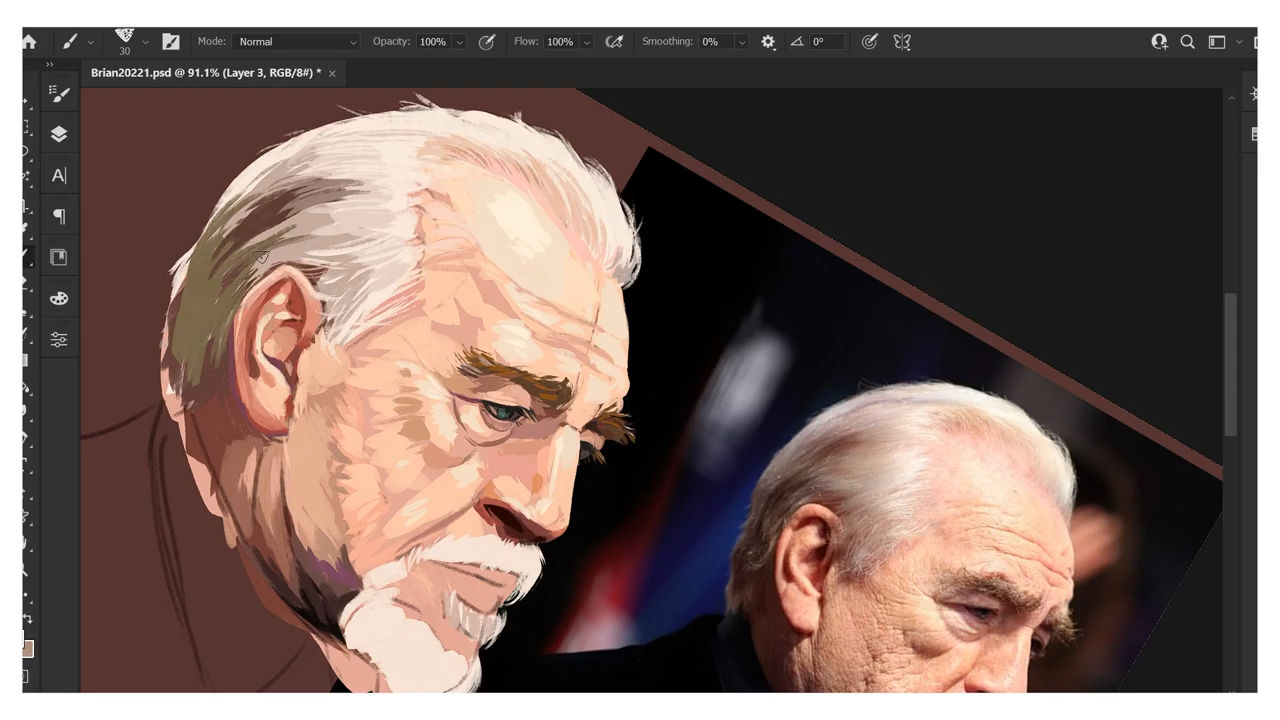 Mode: Normal Opacity: 100% Flow: 100% Smoothing: 0% 0°
30
Brian20221.psd @ 91.1% (Layer 3, RGB/8#) * ×
A
¶